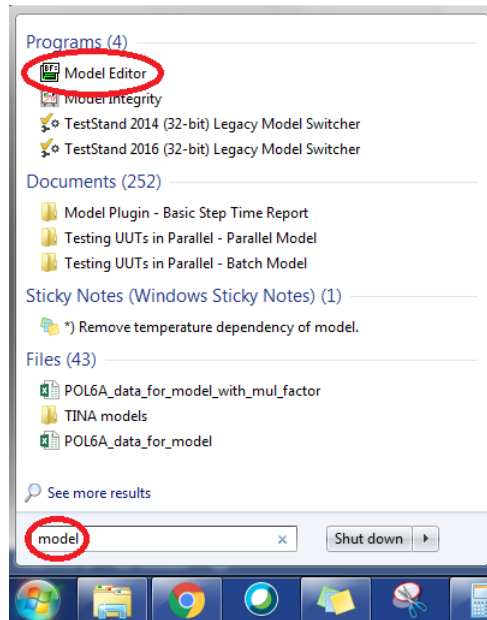 Programs (4)
Model Editor
Model Integrity
TestStand 2014 (32-bit) Legacy Model Switcher
TestStand 2016 (32-bit) Legacy Model Switcher
Documents (252)
Model Plugin - Basic Step Time Report
Testing UUTs in Parallel - Parallel Model
Testing UUTs in Parallel - Batch Model
Sticky Notes (Windows Sticky Notes) (1)
*) Remove temperature dependency of model.
Files (43)
POL6A_data_for_model_with_mul_factor
TINA models
POL6A_data_for_model
See more results
model
Shut down